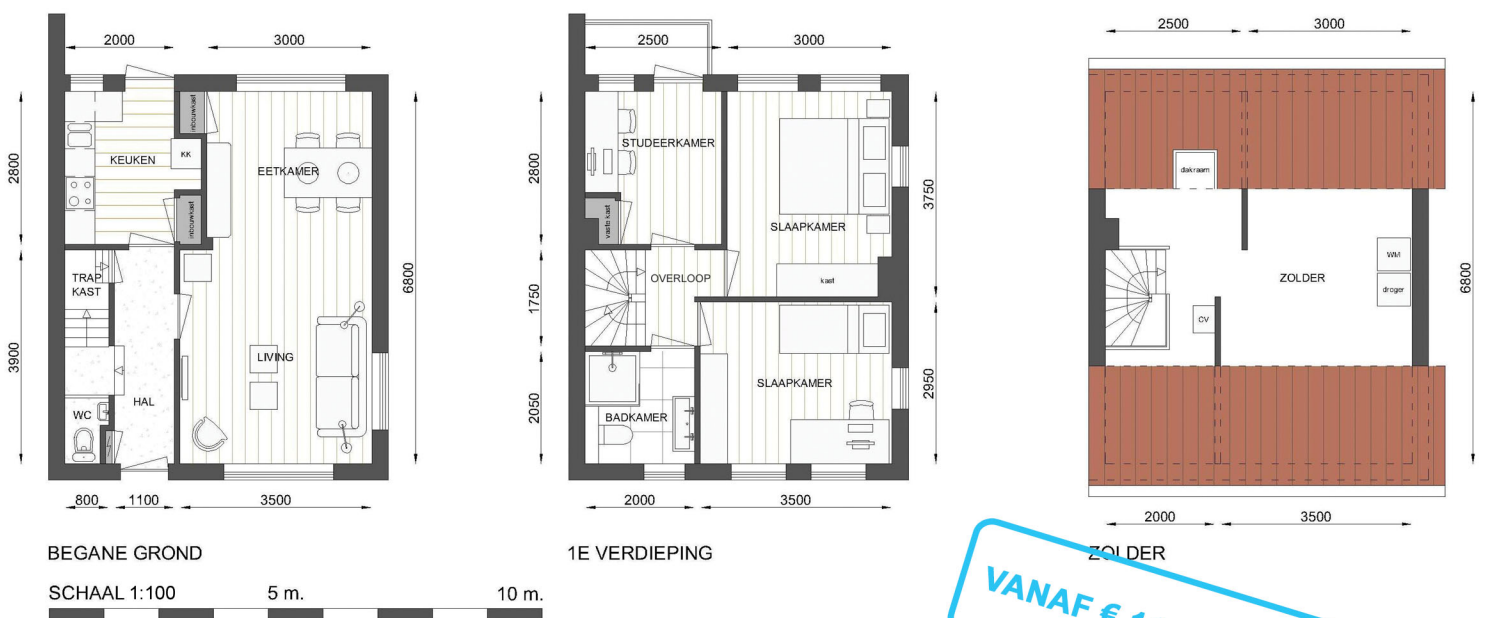 2000
3000
2800
3900
6800
inbouwkast
KEUKEN
KK
EETKAMER
inbouwkast
TRAP
KAST
LIVING
HAL
WC
800
1100
3500
BEGANE GROND
SCHAAL 1:100
5 m.
10 m.
2500
3000
2800
1750
2050
3750
2950
STUDEERKAMER
vaste kast
SLAAPKAMER
OVERLOOP
kast
SLAAPKAMER
BADKAMER
2000
3500
1E VERDIEPING
2500
3000
6800
dakraam
ZOLDER
WM
droger
CV
2000
3500
ZOLDER
VANAF €